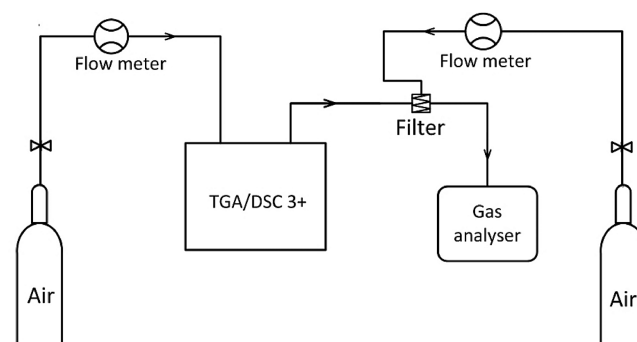 Flow meter
Flow meter
Filter
TGA/DSC 3+
Gas
analyser
Air
Air